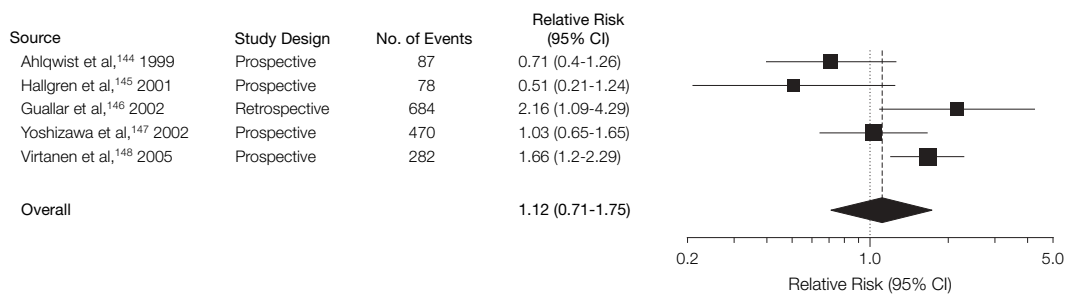 Source Study Design No. of Events Relative Risk (95% CI)
Ahlqwist et al,144 1999 Prospective 87 0.71 (0.4-1.26)
Hallgren et al,145 2001 Prospective 78 0.51 (0.21-1.24)
Guallar et al,146 2002 Retrospective 684 2.16 (1.09-4.29)
Yoshizawa et al,147 2002 Prospective 470 1.03 (0.65-1.65)
Virtanen et al,148 2005 Prospective 282 1.66 (1.2-2.29)
Overall 1.12 (0.71-1.75)
0.2 1.0 5.0
Relative Risk (95% CI)